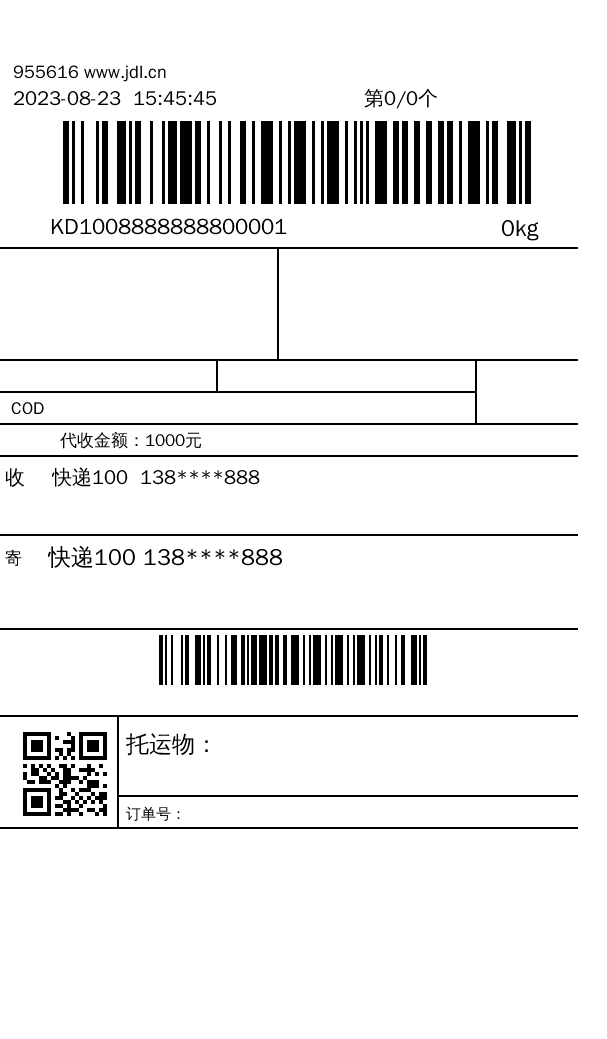 955616 www.jdl.cn
2023-08-23 15:45:45 第0/0个
KD1008888888800001 0kg
COD
代收金额：1000元
收 快递100 138****888
寄 快递100 138****888
托运物：
订单号：